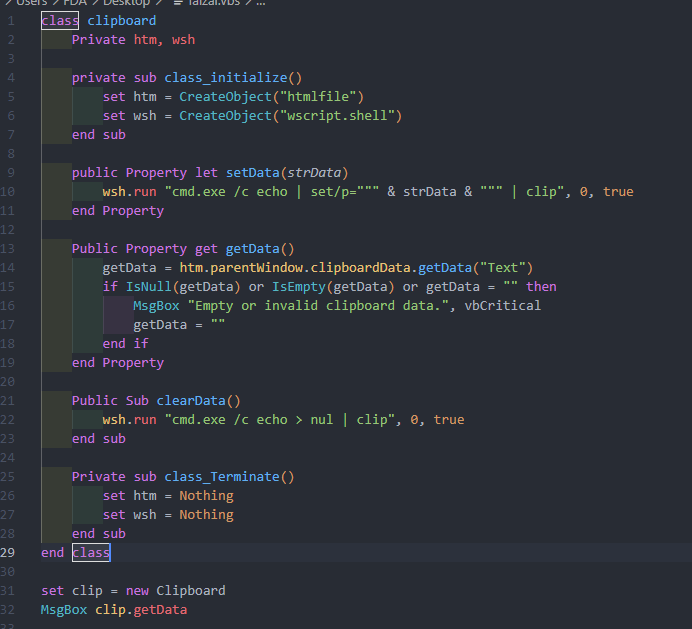 Users > FDA > Desktop > faizal.vbs > ...
1 class clipboard
2 Private htm, wsh
3
4 private sub class_initialize()
5 set htm = CreateObject("htmlfile")
6 set wsh = CreateObject("wscript.shell")
7 end sub
8
9 public Property let setData(strData)
10 wsh.run "cmd.exe /c echo | set/p=""" & strData & """ | clip", 0, true
11 end Property
12
13 Public Property get getData()
14 getData = htm.parentWindow.clipboardData.getData("Text")
15 if IsNull(getData) or IsEmpty(getData) or getData = "" then
16 MsgBox "Empty or invalid clipboard data.", vbCritical
17 getData = ""
18 end if
19 end Property
20
21 Public Sub clearData()
22 wsh.run "cmd.exe /c echo > nul | clip", 0, true
23 end sub
24
25 Private sub class_Terminate()
26 set htm = Nothing
27 set wsh = Nothing
28 end sub
29 end class
30
31 set clip = new Clipboard
32 MsgBox clip.getData
33